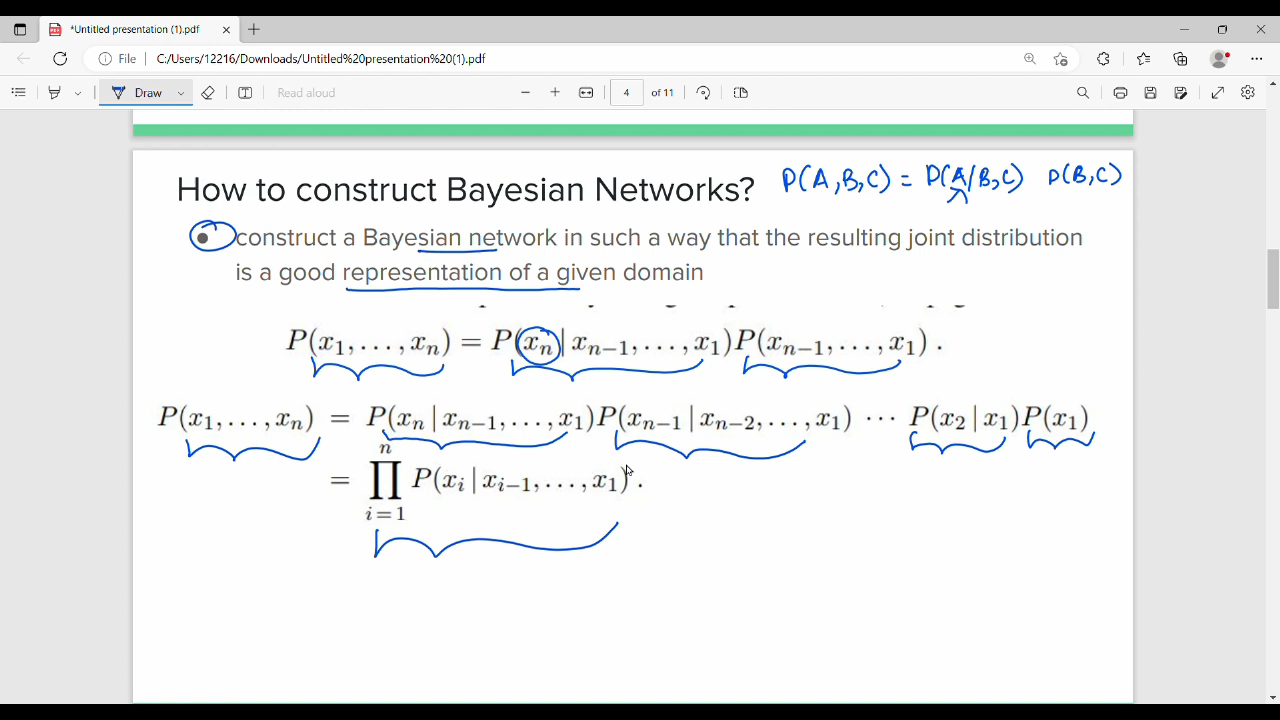 *Untitled presentation (1).pdf
File C:/Users/12216/Downloads/Untitled%20presentation%20(1).pdf
Draw Read aloud 4 of 11
How to construct Bayesian Networks? P(A,B,C) = P(A/B,C) P(B,C)
● construct a Bayesian network in such a way that the resulting joint distribution
is a good representation of a given domain
P(x₁, . . . , xₙ) = P(xₙ | xₙ₋₁, . . . , x₁)P(xₙ₋₁, . . . , x₁) .
P(x₁, . . . , xₙ) = P(xₙ | xₙ₋₁, . . . , x₁)P(xₙ₋₁ | xₙ₋₂, . . . , x₁) · · · P(x₂ | x₁)P(x₁)
= ∏ⁿᵢ₌₁ P(xᵢ | xᵢ₋₁, . . . , x₁) .